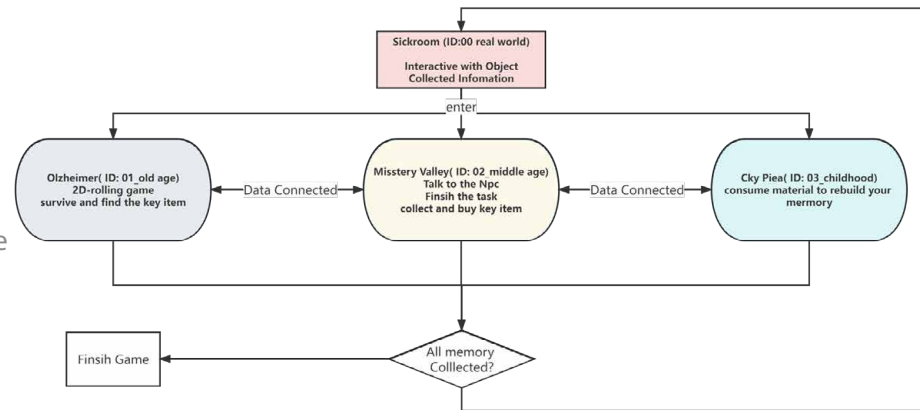 Sickroom (ID:00 real world)
Interactive with Object
Collected Infomation
enter
Olzheimer( ID: 01_old age)
2D-rolling game
survive and find the key item
Data Connected
Misstery Valley( ID: 02_middle age)
Talk to the Npc
Finsih the task
collect and buy key item
Data Connected
Cky Piea( ID: 03_childhood)
consume material to rebuild your
mermory
e
All memory
Colllected?
Finsih Game